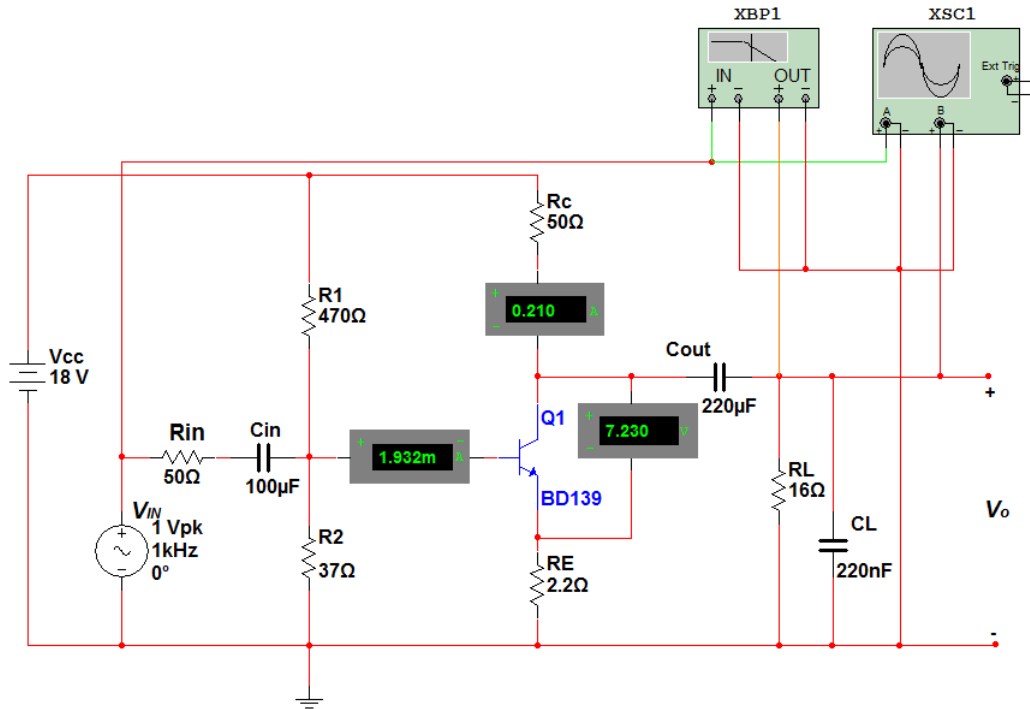 XBP1
XSC1
IN
OUT
Ext Trig
+
−
A
B
+ − + −
+ − + −
Rc
50Ω
+
0.210 A
−
R1
470Ω
Vcc
18 V
Cout
220µF
+
Q1
+
7.230 V
−
Rin
50Ω
Cin
100µF
+ −
1.932m A
BD139
RL
16Ω
VIN
1 Vpk
1kHz
0°
+
−
R2
37Ω
RE
2.2Ω
CL
220nF
Vo
-